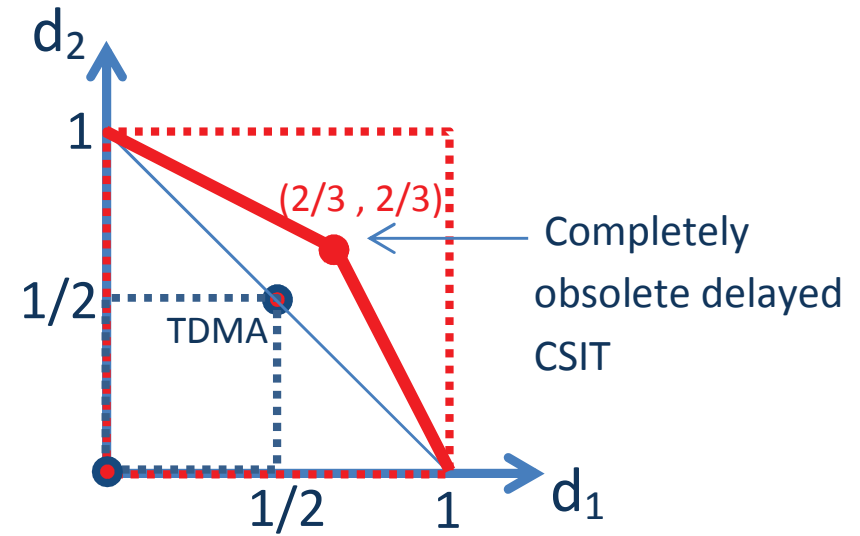 d₂
1
(2/3 , 2/3)
Completely
obsolete delayed
CSIT
1/2
TDMA
1/2
1
d₁